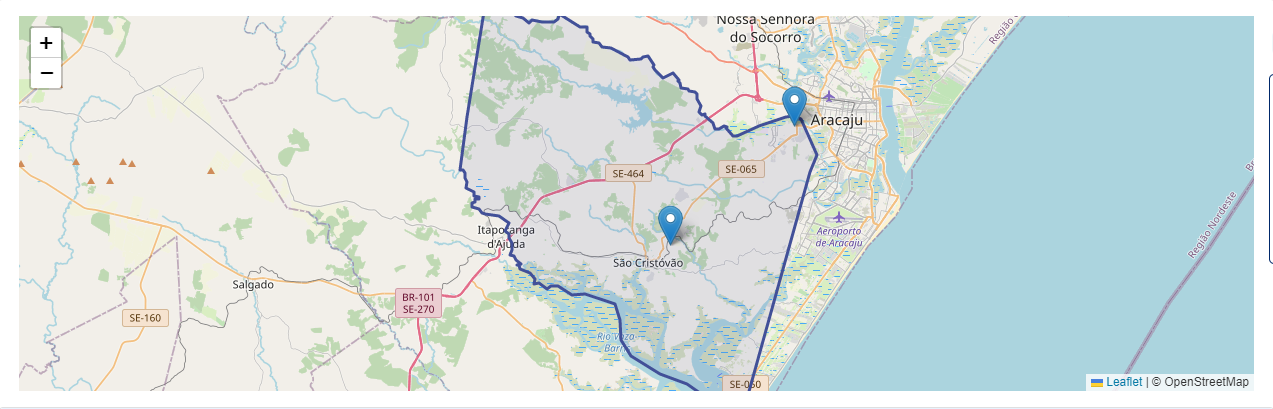 +
−
Nossa Senhora
do Socorro
Região
Aracaju
SE-464
SE-065
Itaporanga
d'Ajuda
São Cristóvão
Aeroporto
de Aracaju
Região Nordeste
Br
Salgado
BR-101
SE-270
SE-160
Rio Vaza
Barris
SE-050
Leaflet | © OpenStreetMap